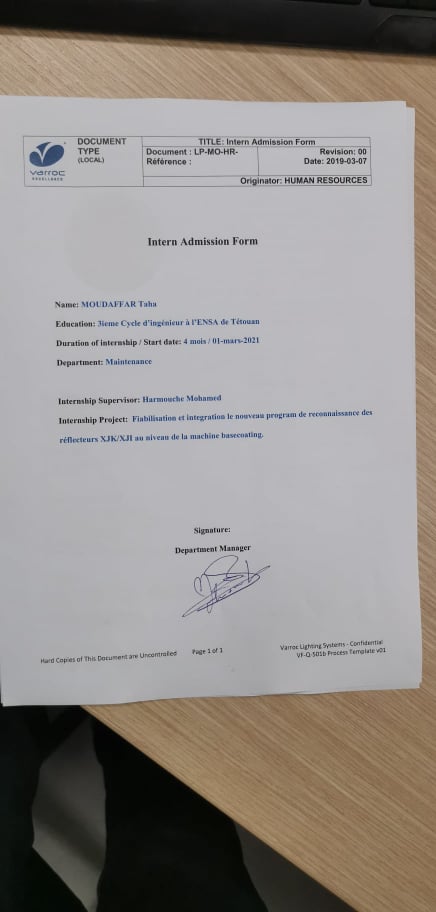 varroc
EXCELLENCE
DOCUMENT
TYPE
(LOCAL)
TITLE: Intern Admission Form
Document : LP-MO-HR-
Référence :
Revision: 00
Date: 2019-03-07
Originator: HUMAN RESOURCES
Intern Admission Form
Name: MOUDAFFAR Taha
Education: 3ieme Cycle d'ingénieur à l'ENSA de Tétouan
Duration of internship / Start date: 4 mois / 01-mars-2021
Department: Maintenance
Internship Supervisor: Harmouche Mohamed
Internship Project: Fiabilisation et integration le nouveau program de reconnaissance des
réflecteurs XJK/XJI au niveau de la machine basecoating.
Signature:
Department Manager
Hard Copies of This Document are Uncontrolled
Page 1 of 1
Varroc Lighting Systems - Confidential
VF-Q-501b Process Template v01